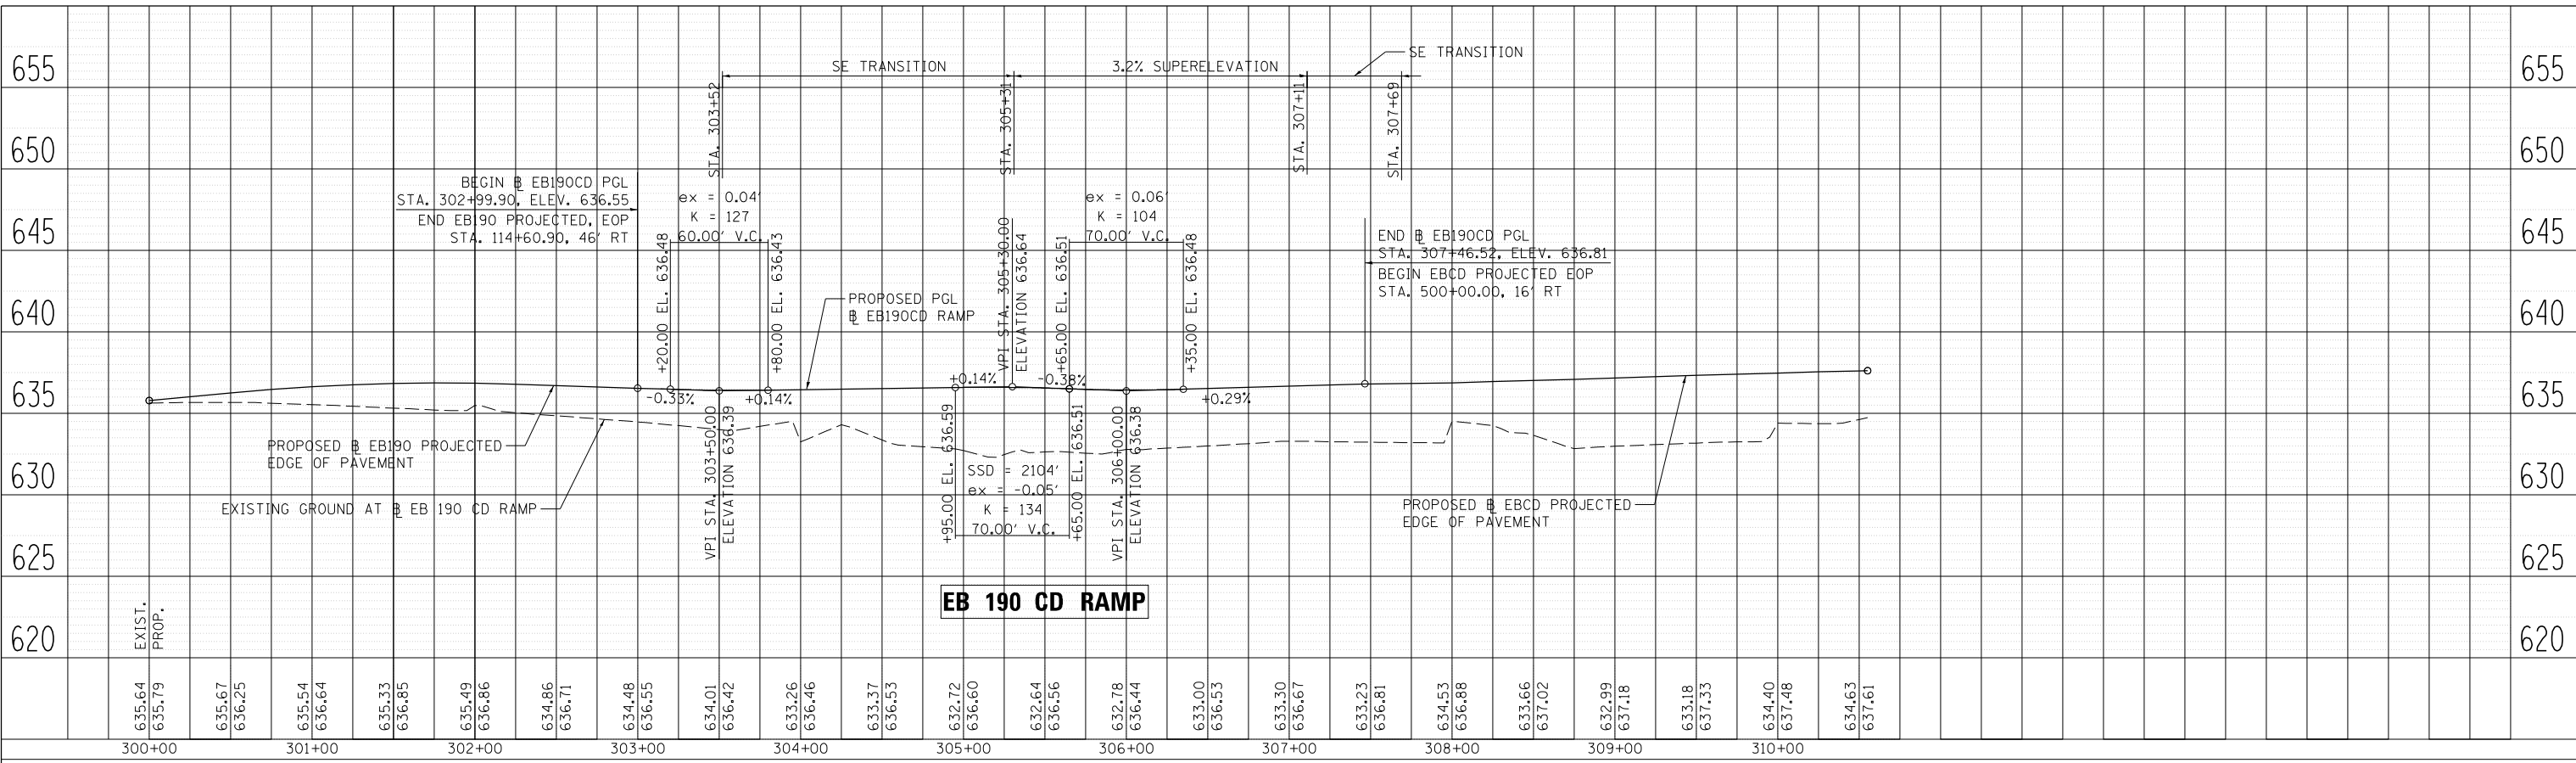 SE TRANSITION
655
SE TRANSITION
3.2% SUPERELEVATION
655
STA. 303+52
STA. 305+31
STA. 307+11
STA. 307+69
650
650
BEGIN B EB190CD PGL
STA. 302+99.90, ELEV. 636.55
END EB190 PROJECTED, EOP
STA. 114+60.90, 46' RT
ex = 0.04'
K = 127
60.00' V.C.
ex = 0.06'
K = 104
70.00' V.C.
645
645
END B EB190CD PGL
STA. 307+46.52, ELEV. 636.81
BEGIN EBCD PROJECTED EOP
STA. 500+00.00, 16' RT
+20.00 EL. 636.48
+80.00 EL. 636.43
VPI STA. 305+30.00
ELEVATION 636.64
+65.00 EL. 636.51
+35.00 EL. 636.48
640
PROPOSED PGL
B EB190CD RAMP
640
635
-0.33%
+0.14%
+0.14%
-0.38%
+0.29%
635
PROPOSED B EB190 PROJECTED
EDGE OF PAVEMENT
EXISTING GROUND AT B EB 190 CD RAMP
VPI STA. 303+50.00
ELEVATION 636.39
+95.00 EL. 636.59
SSD = 2104'
ex = -0.05'
K = 134
70.00' V.C.
+65.00 EL. 636.51
VPI STA. 306+00.00
ELEVATION 636.38
PROPOSED B EBCD PROJECTED
EDGE OF PAVEMENT
630
630
625
625
EB 190 CD RAMP
620
EXIST.
PROP.
620
635.64
635.79
635.67
636.25
635.54
636.64
635.33
636.85
635.49
636.86
634.86
636.71
634.48
636.55
634.01
636.42
633.26
636.46
633.37
636.53
632.72
636.60
632.64
636.56
632.78
636.44
633.00
636.53
633.30
636.67
633.23
636.81
634.53
636.88
633.66
637.02
632.99
637.18
633.18
637.33
634.40
637.48
634.63
637.61
300+00
301+00
302+00
303+00
304+00
305+00
306+00
307+00
308+00
309+00
310+00